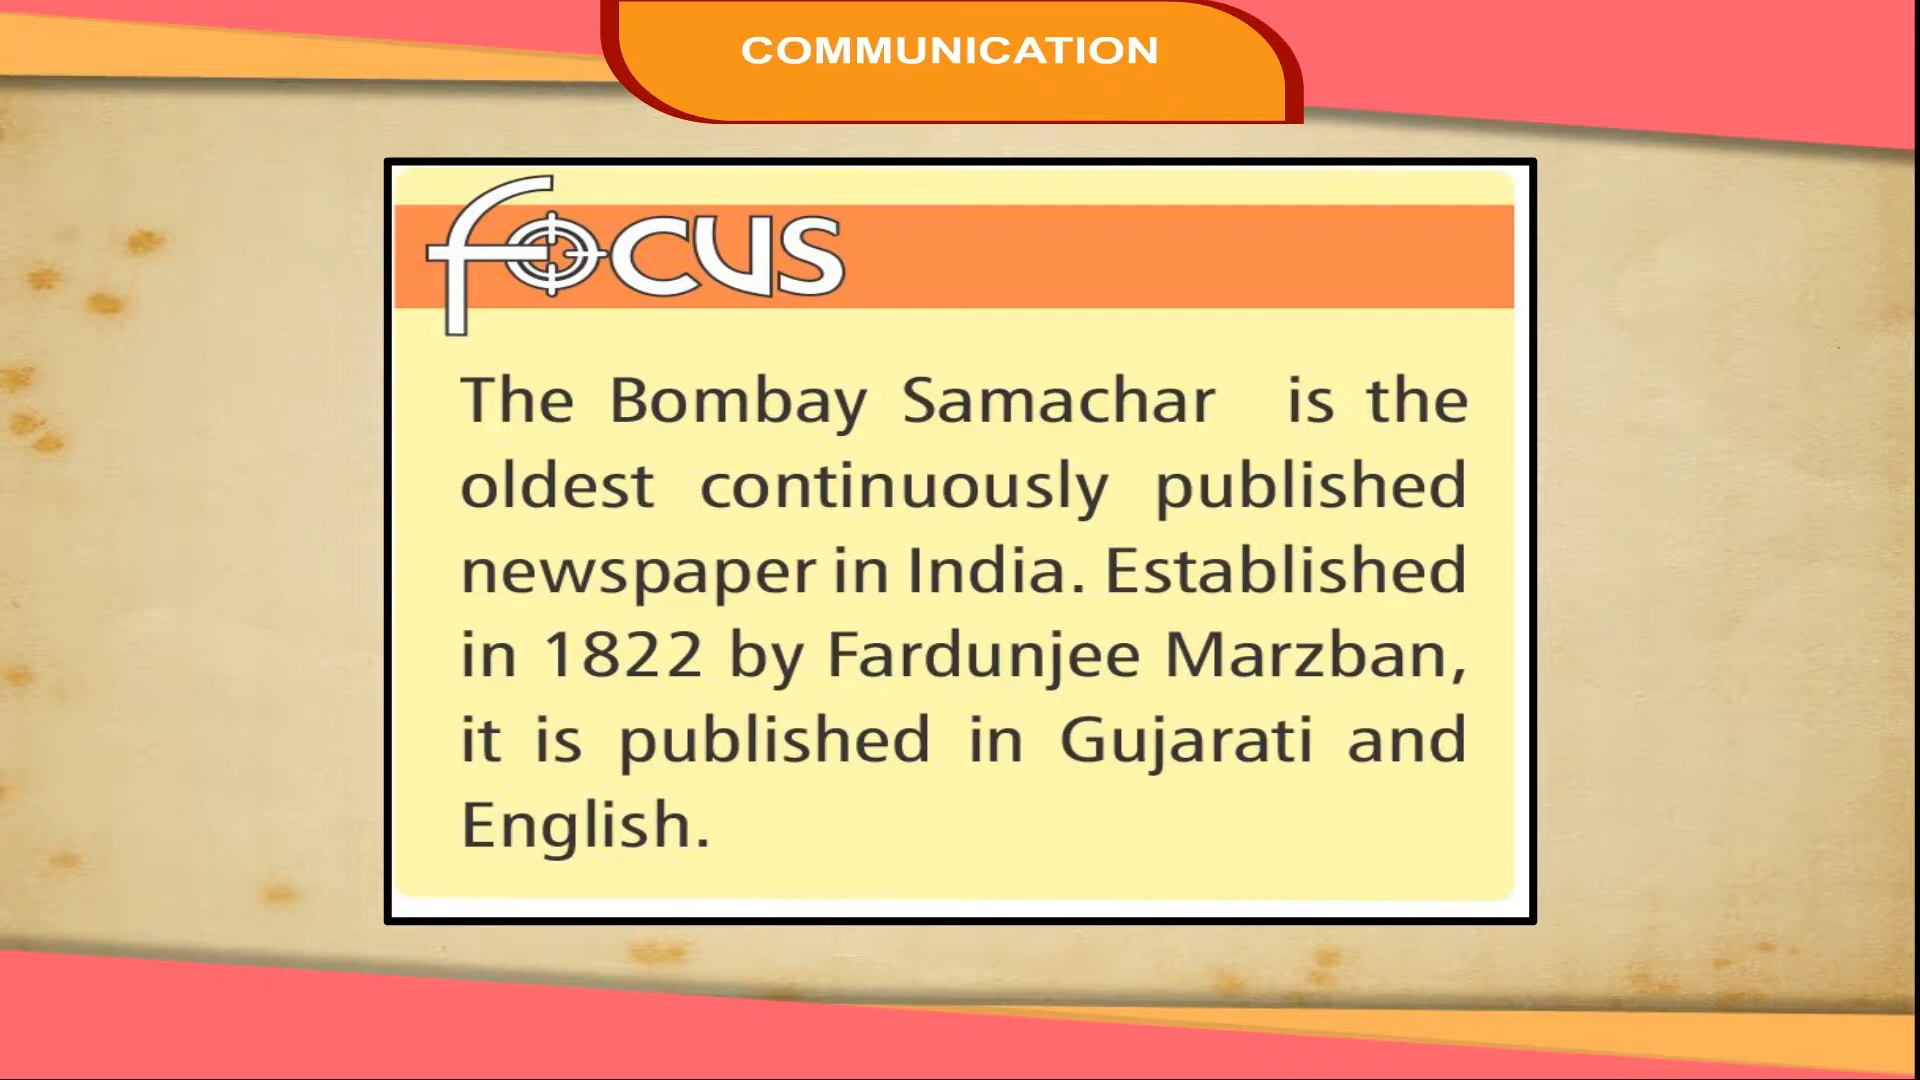 COMMUNICATION
focus
The Bombay Samachar is the
oldest continuously published
newspaper in India. Established
in 1822 by Fardunjee Marzban,
it is published in Gujarati and
English.